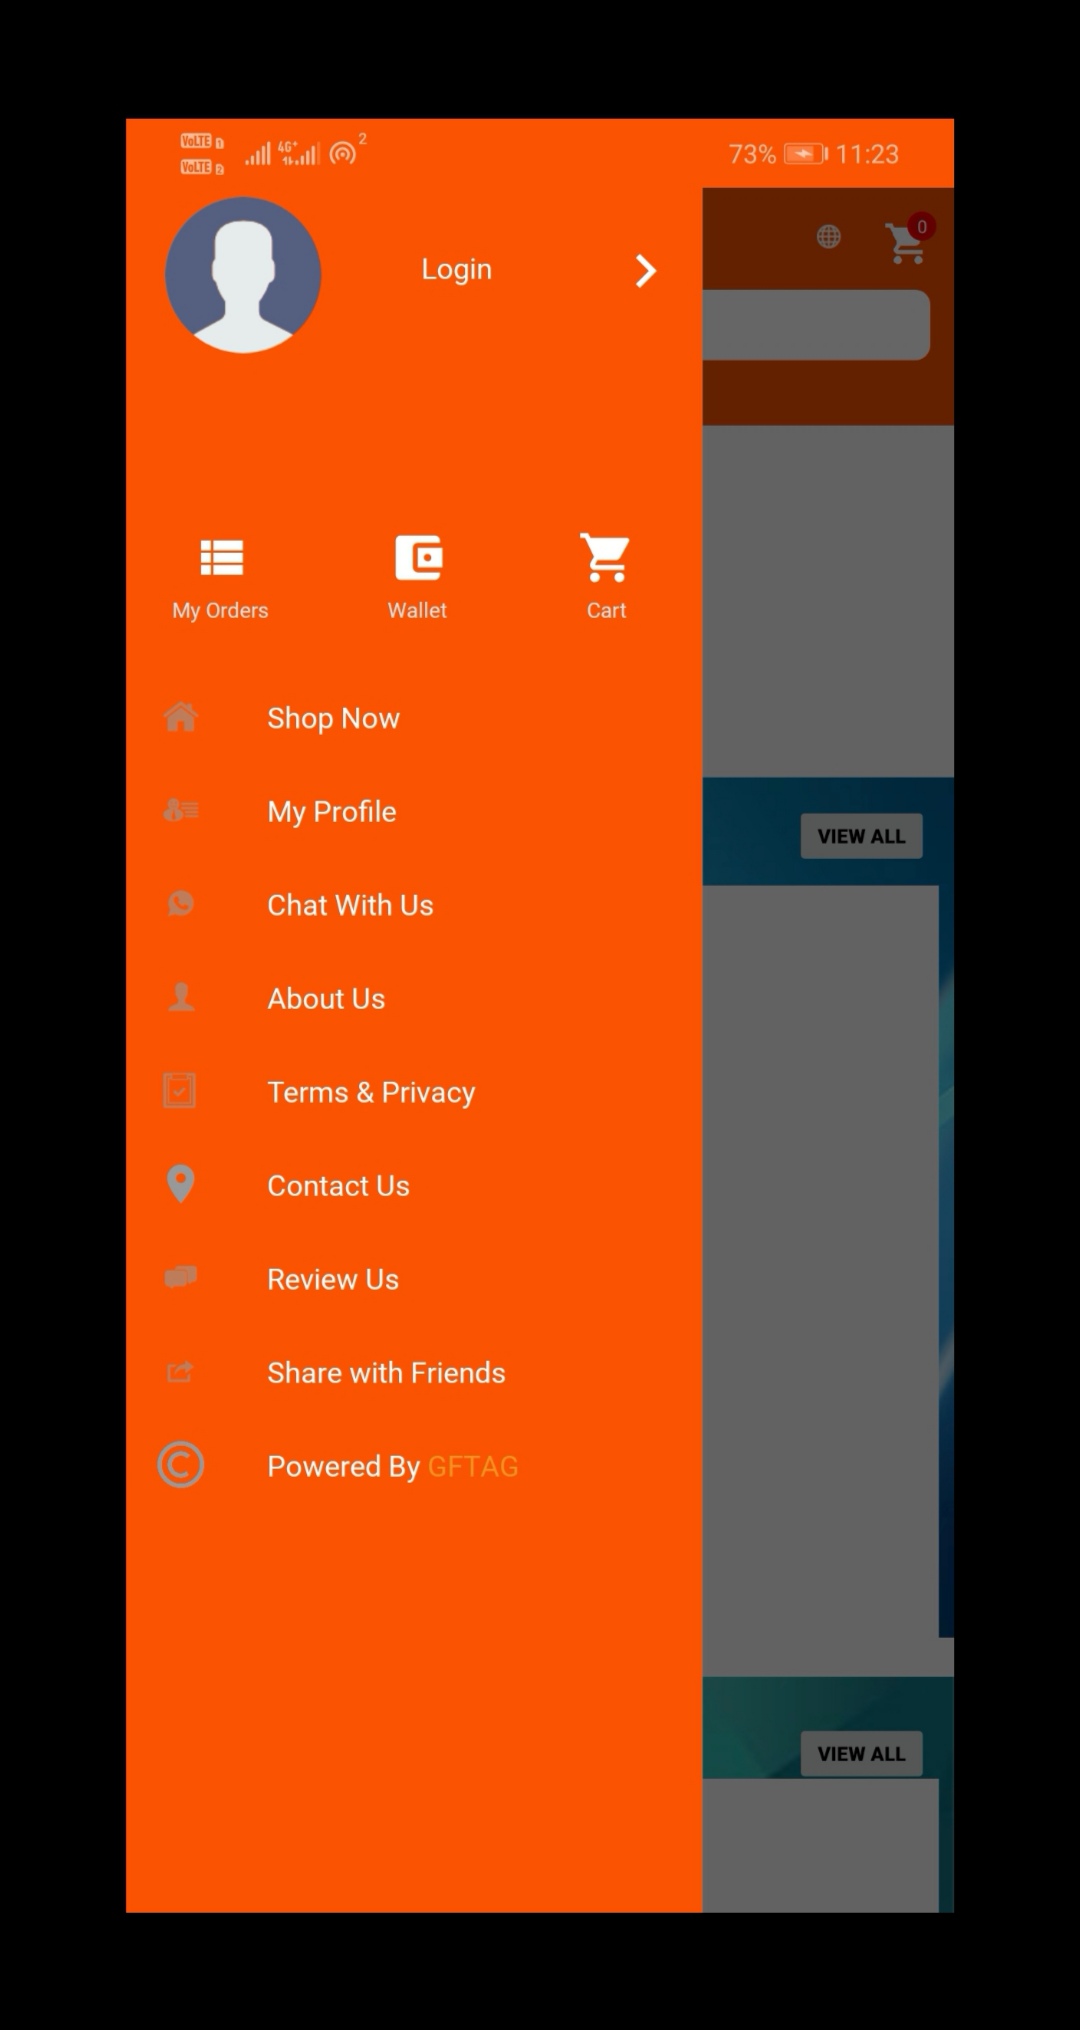 VoLTE 1
VoLTE 2
4G+
2
73%
11:23
Login
0
My Orders
Wallet
Cart
Shop Now
My Profile
VIEW ALL
Chat With Us
About Us
Terms & Privacy
Contact Us
Review Us
Share with Friends
Powered By GFTAG
VIEW ALL